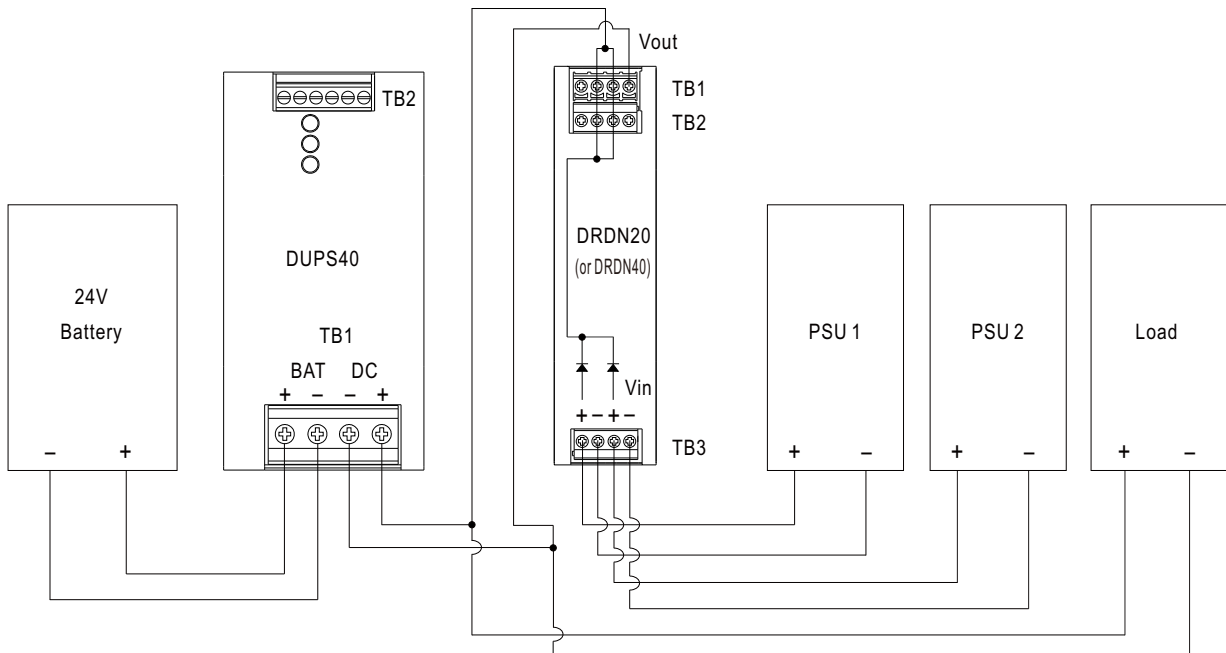 Vout
TB1
TB2
TB2
DUPS40
DRDN20
(or DRDN40)
24V
Battery
PSU 1
PSU 2
Load
TB1
BAT DC
+ − − +
Vin
+ − + −
TB3
− +
+ −
+ −
+ −